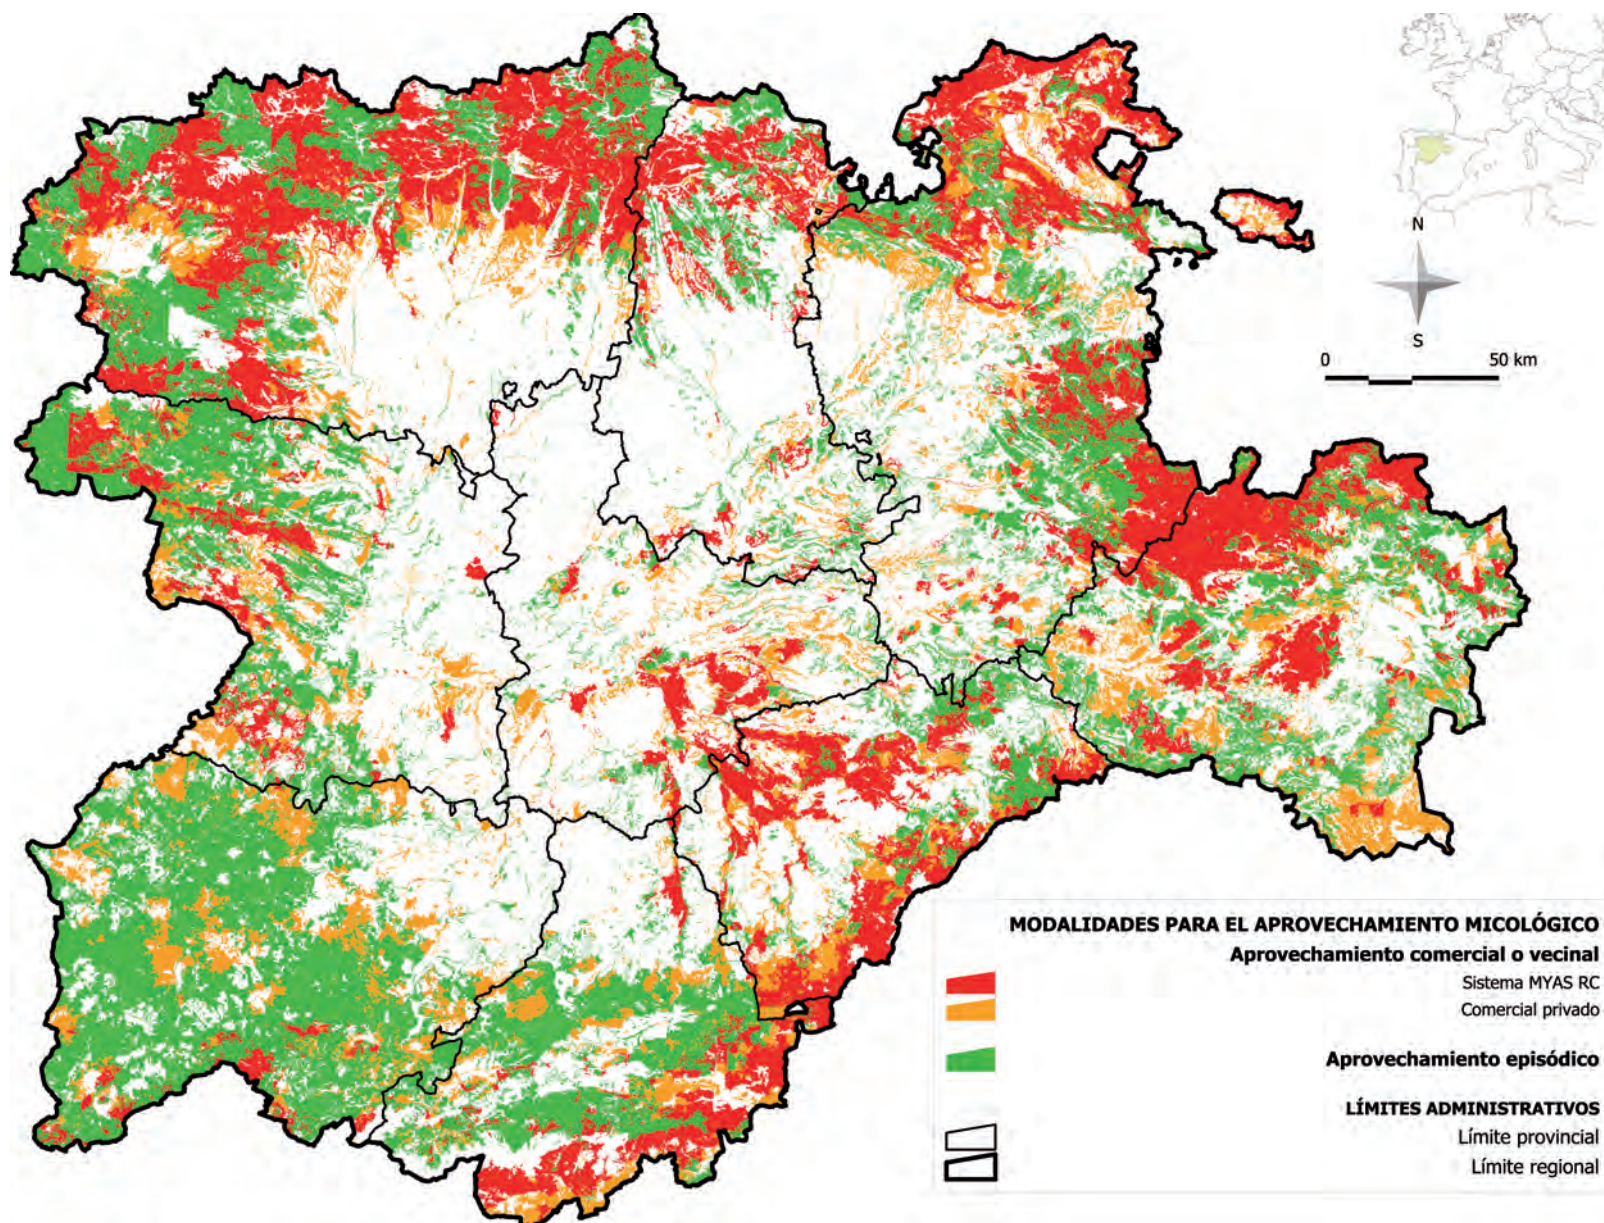 N
S
0 50 km
MODALIDADES PARA EL APROVECHAMIENTO MICOLÓGICO
Aprovechamiento comercial o vecinal
Sistema MYAS RC
Comercial privado
Aprovechamiento episódico
LÍMITES ADMINISTRATIVOS
Límite provincial
Límite regional